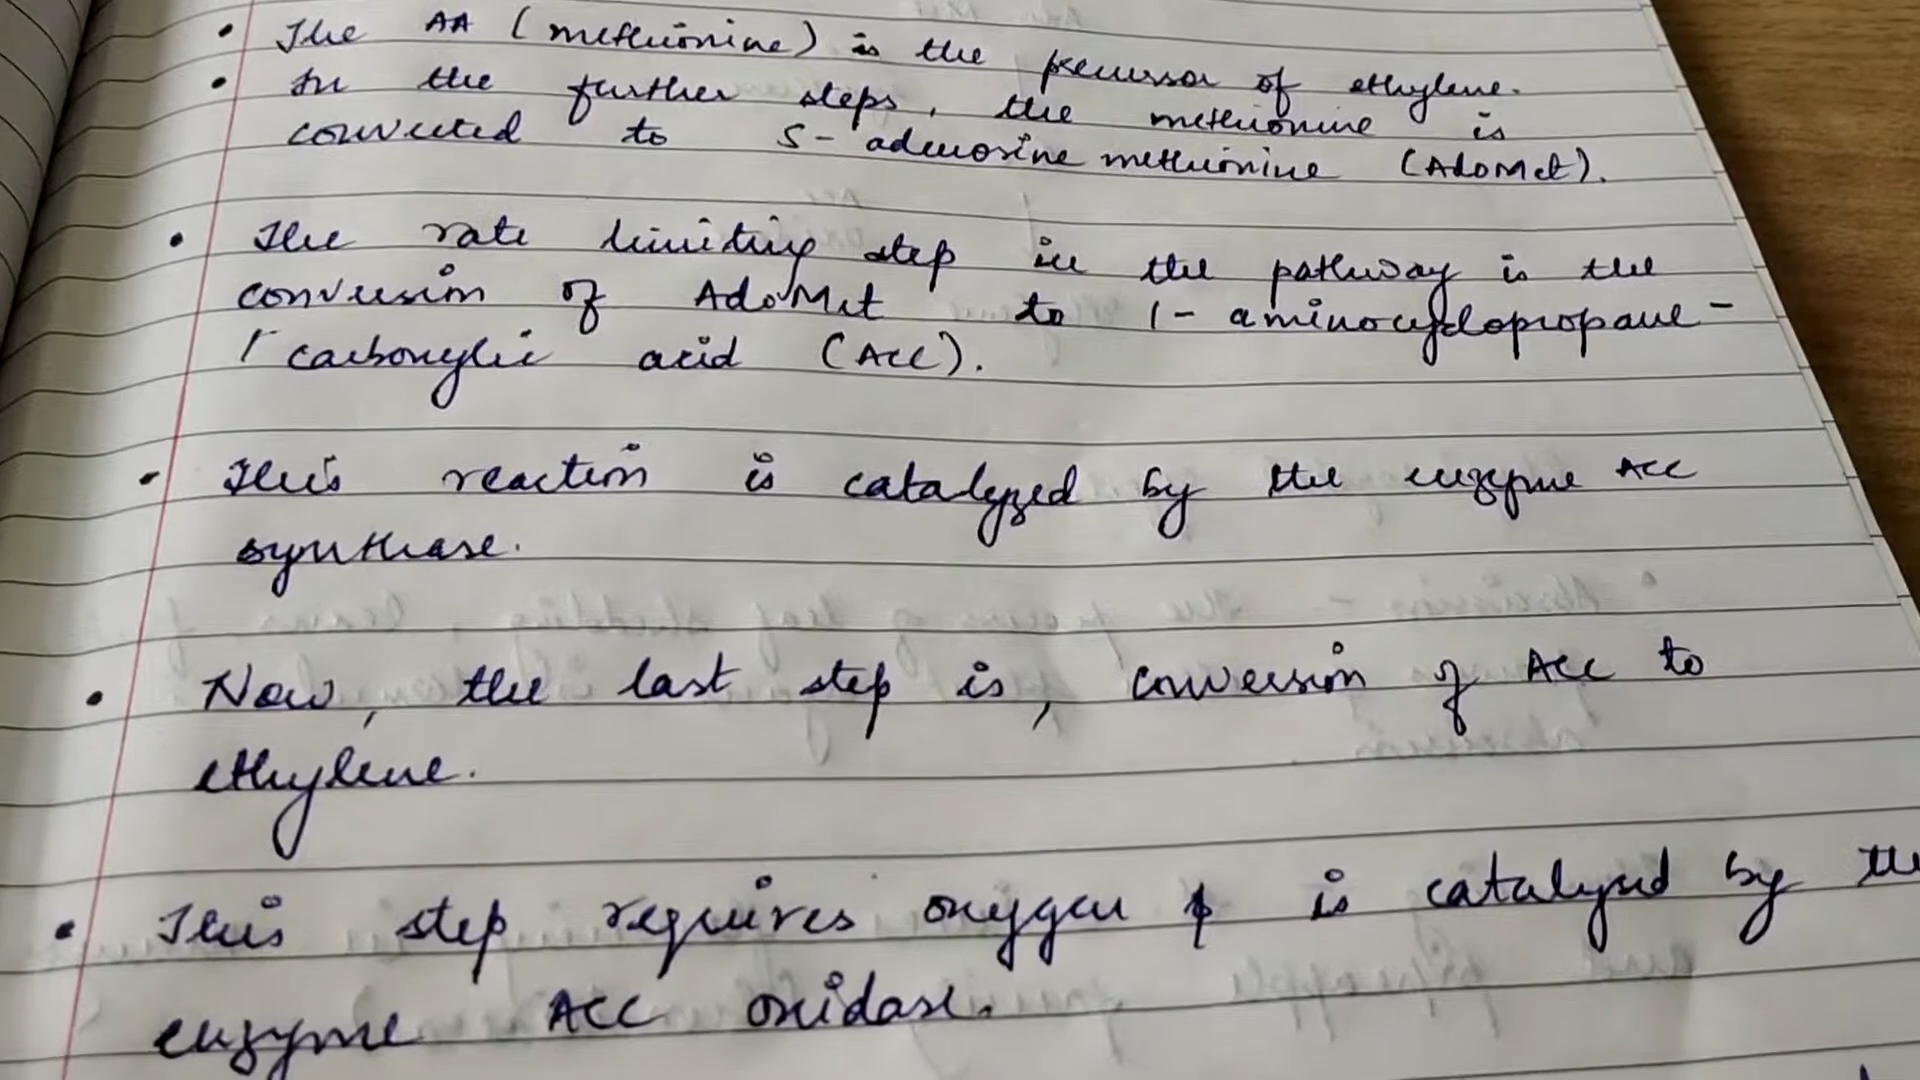 • The AA (methionine) is the precursor of ethylene.
• In the further steps, the methionine is
converted to S-adenosine methionine (AdoMet).
• The rate limiting step in the pathway is the
conversion of AdoMet to 1-aminocyclopropane-
1 carboxylic acid (ACC).
• This reaction is catalyzed by the enzyme ACC
synthase.
• Now, the last step is, conversion of ACC to
ethylene.
• This step requires oxygen & is catalysed by the
enzyme ACC oxidase.